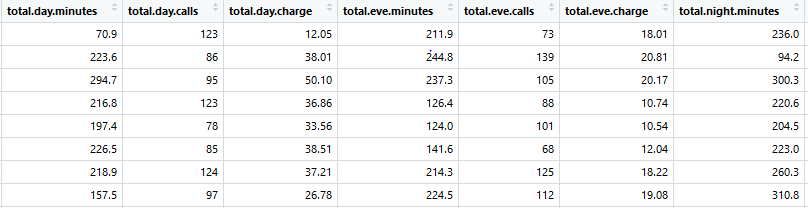 total.day.minutes total.day.calls total.day.charge total.eve.minutes total.eve.calls total.eve.charge total.night.minutes
70.9 123 12.05 211.9 73 18.01 236.0
223.6 86 38.01 244.8 139 20.81 94.2
294.7 95 50.10 237.3 105 20.17 300.3
216.8 123 36.86 126.4 88 10.74 220.6
197.4 78 33.56 124.0 101 10.54 204.5
226.5 85 38.51 141.6 68 12.04 223.0
218.9 124 37.21 214.3 125 18.22 260.3
157.5 97 26.78 224.5 112 19.08 310.8